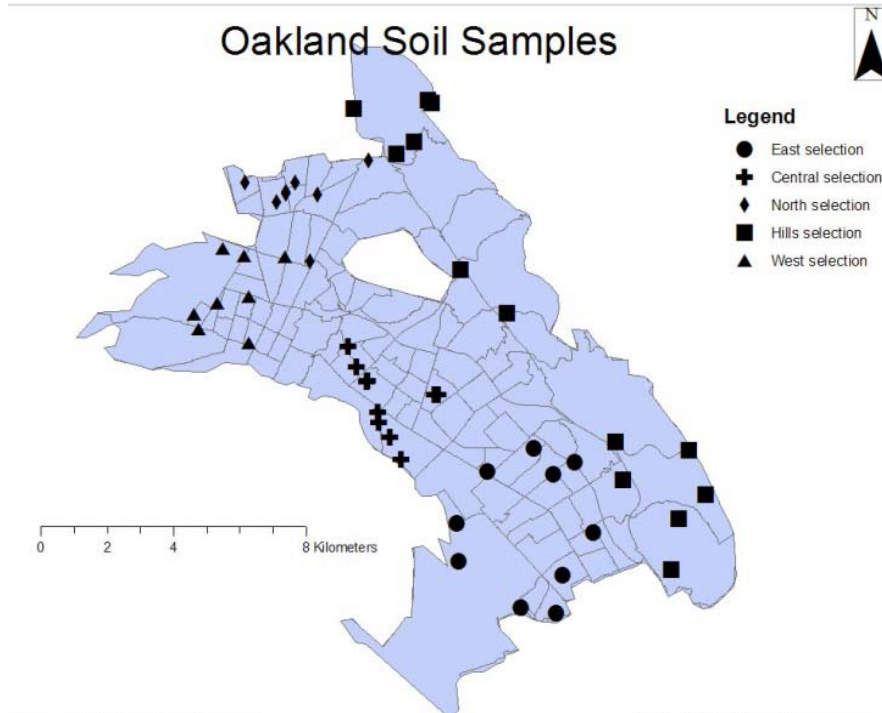 Oakland Soil Samples
N
Legend
East selection
Central selection
North selection
Hills selection
West selection
0 2 4 8 Kilometers